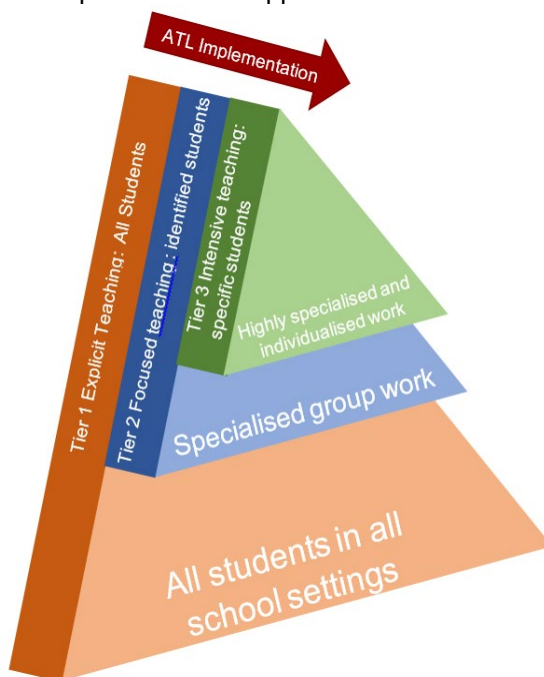 ATL Implementation
Tier 1 Explicit Teaching: All Students
Tier 2 Focused teaching: identified students
Tier 3 Intensive teaching:
specific students
Highly specialised and
individualised work
Specialised group work
All students in all
school settings